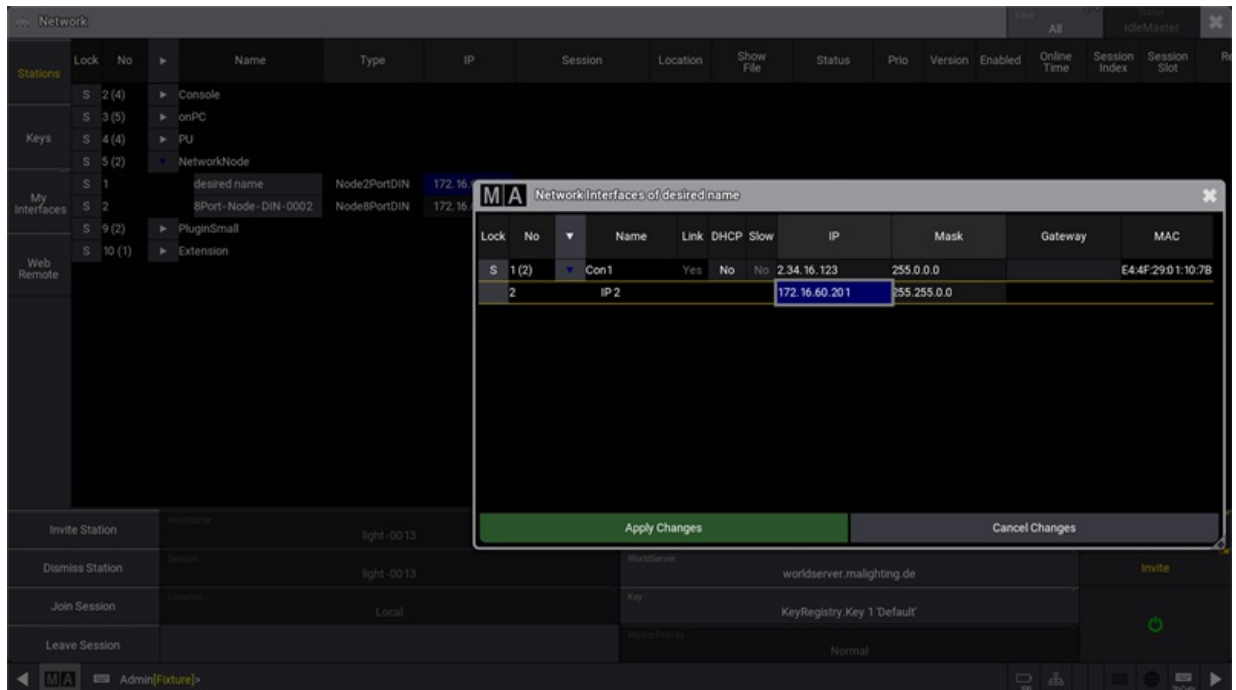 Network
Filter
All
Status
IdleMaster
Stations
Keys
My Interfaces
Web Remote
Lock No Name Type IP Session Location Show File Status Prio Version Enabled Online Time Session Index Session Slot Re
S 2 (4) Console
S 3 (5) onPC
S 4 (4) PU
S 5 (2) NetworkNode
S 1 desired name Node2PortDIN 172.16.
S 2 8Port-Node-DIN-0002 Node8PortDIN 172.16.
S 9 (2) PluginSmall
S 10 (1) Extension
MA Network Interfaces of desired name
Lock No Name Link DHCP Slow IP Mask Gateway MAC
S 1 (2) Con1 Yes No No 2.34.16.123 255.0.0.0 E4:4F:29:01:10:7B
2 IP 2 172.16.60.201 255.255.0.0
Apply Changes Cancel Changes
Invite Station
HostName
light-0013
Dismiss Station
Session
light-0013
WorldServer
worldserver.malighting.de
Invite
Join Session
Location
Local
Key
KeyRegistry.Key 1 'Default'
Leave Session
MasterPriority
Normal
MA Admin[Fixture]>